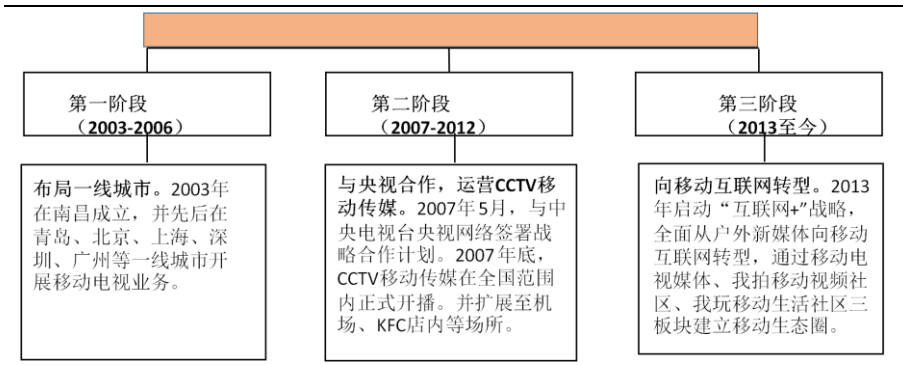 第一阶段
（2003-2006）
布局一线城市。2003年
在南昌成立，并先后在
青岛、北京、上海、深
圳、广州等一线城市开
展移动电视业务。
第二阶段
（2007-2012）
与央视合作，运营CCTV移
动传媒。2007年5月，与中
央电视台央视网络签署战
略合作计划。2007年底，
CCTV移动传媒在全国范围
内正式开播。并扩展至机
场、KFC店内等场所。
第三阶段
（2013至今）
向移动互联网转型。2013
年启动“互联网+”战略，
全面从户外新媒体向移动
互联网转型，通过移动电
视媒体、我拍移动视频社
区、我玩移动生活社区三
板块建立移动生态圈。